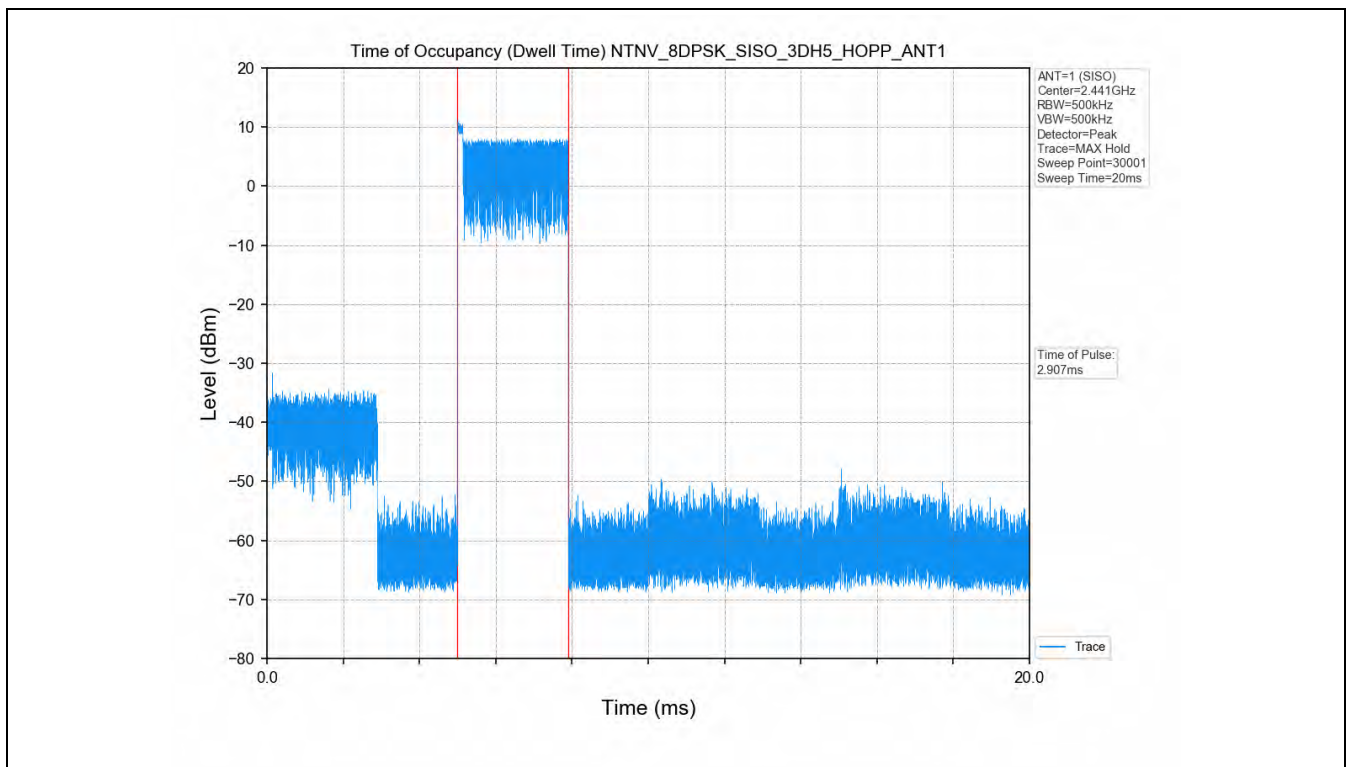 Time of Occupancy (Dwell Time) NTNV_8DPSK_SISO_3DH5_HOPP_ANT1
20
10
0
−10
−20
−30
−40
−50
−60
−70
−80
Level (dBm)
0.0
20.0
Time (ms)
ANT=1 (SISO)
Center=2.441GHz
RBW=500kHz
VBW=500kHz
Detector=Peak
Trace=MAX Hold
Sweep Point=30001
Sweep Time=20ms
Time of Pulse:
2.907ms
Trace